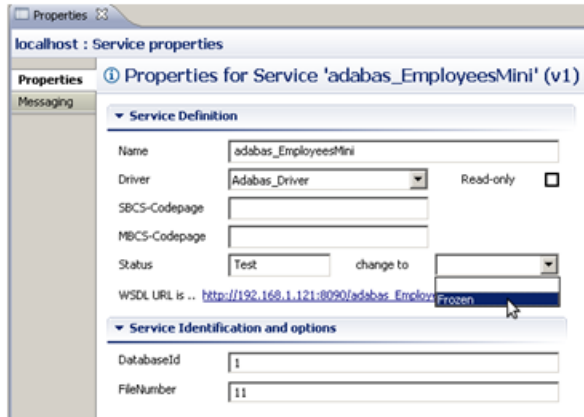 Properties
localhost : Service properties
Properties
Messaging
Properties for Service 'adabas_EmployeesMini' (v1)
Service Definition
Name adabas_EmployeesMini
Driver Adabas_Driver Read-only
SBCS-Codepage
MBCS-Codepage
Status Test change to
Frozen
WSDL URL is .. http://192.168.1.121:8090/adabas_Employ
Service Identification and options
DatabaseId 1
FileNumber 11